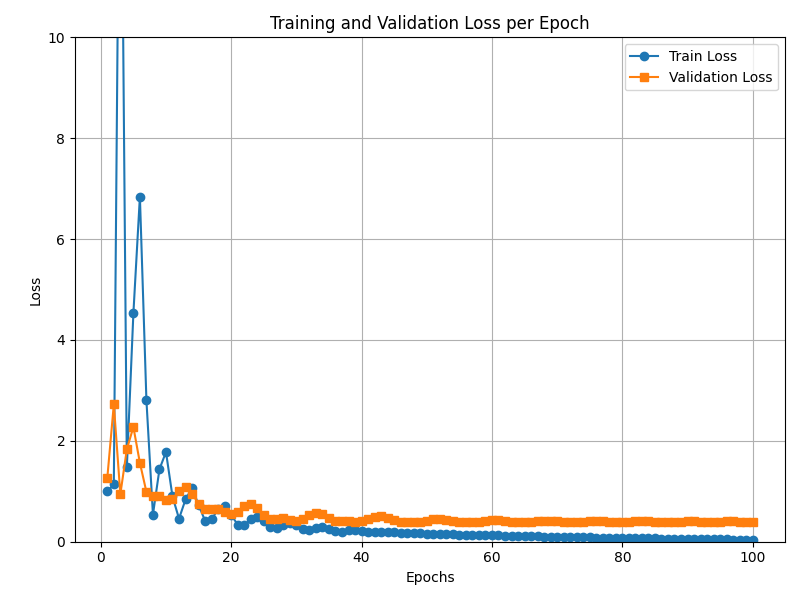 Training and Validation Loss per Epoch
Train Loss
Validation Loss
10
8
6
4
2
0
Loss
0 20 40 60 80 100
Epochs